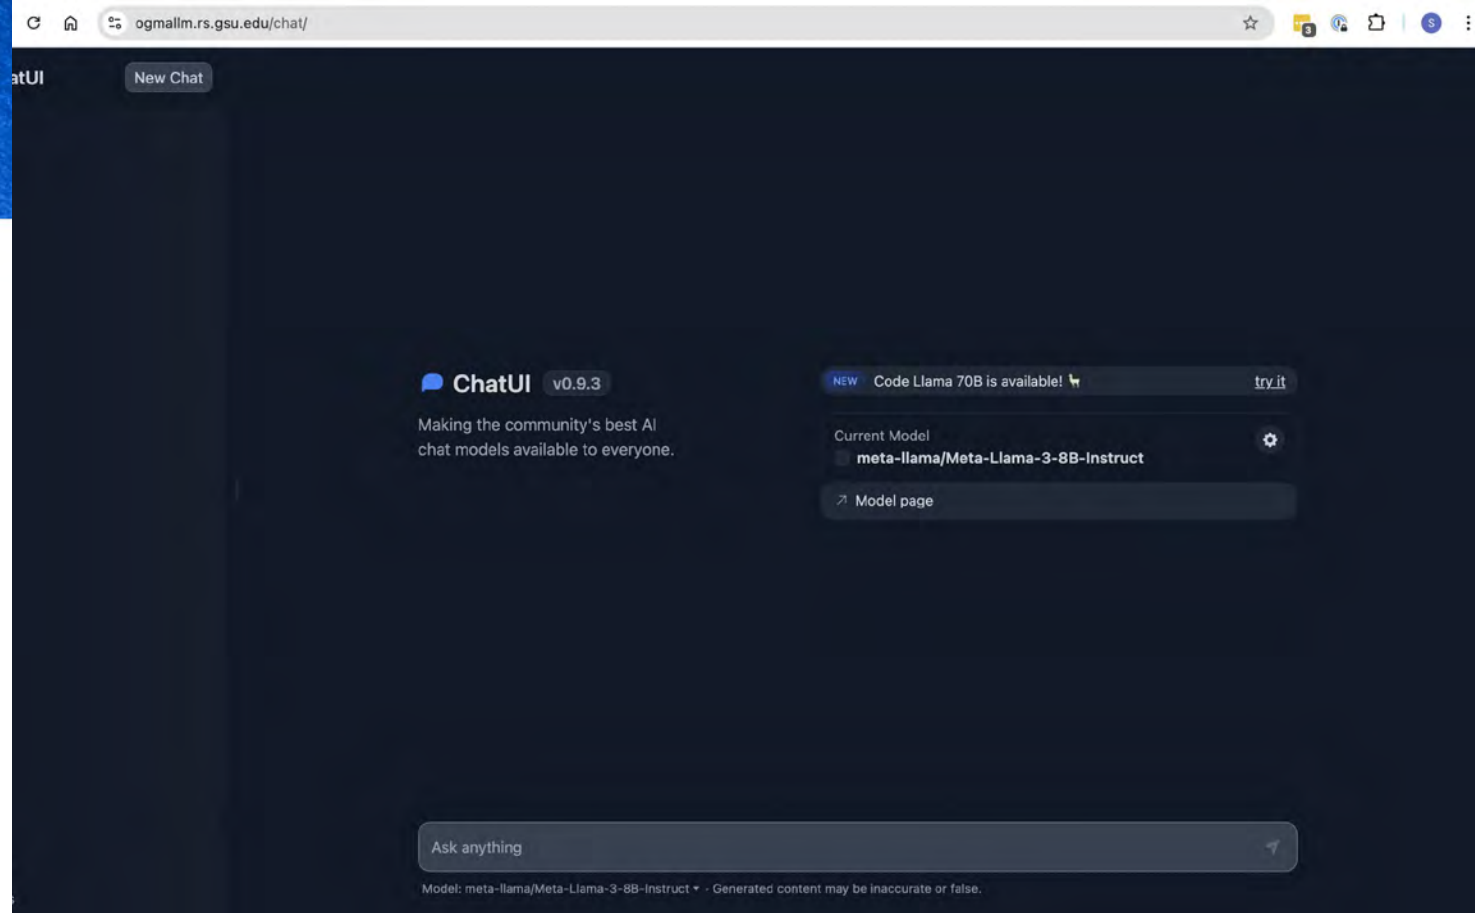 ogmallm.rs.gsu.edu/chat/
3
S
atUI
New Chat
ChatUI v0.9.3
Making the community's best AI
chat models available to everyone.
NEW Code Llama 70B is available! try it
Current Model
meta-llama/Meta-Llama-3-8B-Instruct
Model page
Ask anything
Model: meta-llama/Meta-Llama-3-8B-Instruct · Generated content may be inaccurate or false.
s